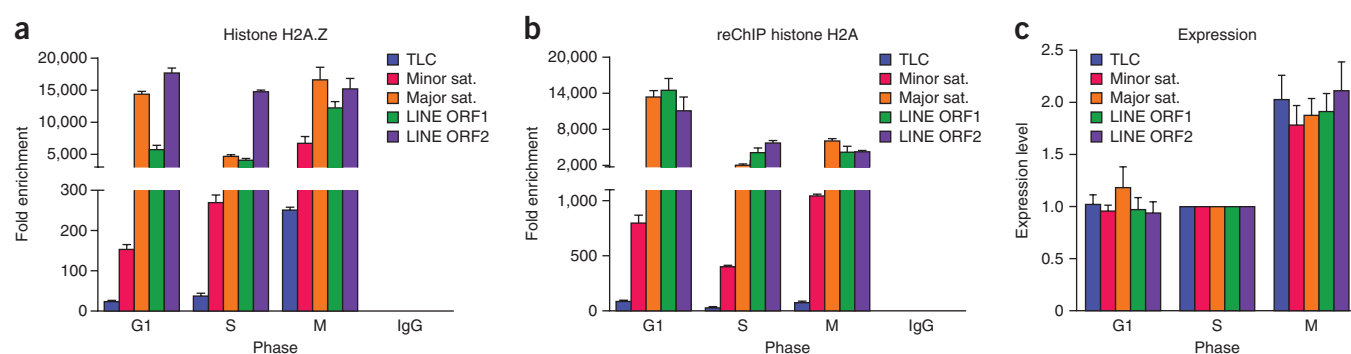 a
Histone H2A.Z
Fold enrichment
20,000
15,000
10,000
5,000
300
200
100
0
G1 S M IgG
Phase
TLC
Minor sat.
Major sat.
LINE ORF1
LINE ORF2
b
reChIP histone H2A
Fold enrichment
20,000
14,000
8,000
2,000
1,000
500
0
G1 S M IgG
Phase
TLC
Minor sat.
Major sat.
LINE ORF1
LINE ORF2
c
Expression
Expression level
2.5
2.0
1.5
1.0
0.5
0
G1 S M
Phase
TLC
Minor sat.
Major sat.
LINE ORF1
LINE ORF2